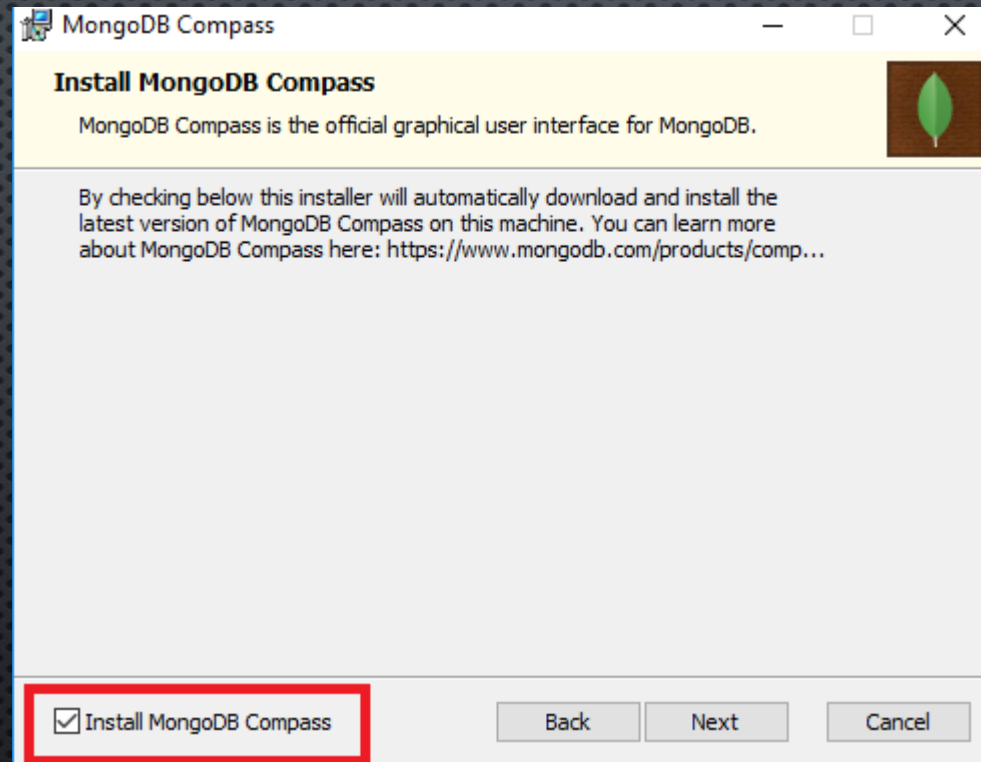 MongoDB Compass
Install MongoDB Compass
MongoDB Compass is the official graphical user interface for MongoDB.
By checking below this installer will automatically download and install the
latest version of MongoDB Compass on this machine. You can learn more
about MongoDB Compass here: https://www.mongodb.com/products/comp...
Install MongoDB Compass
Back
Next
Cancel